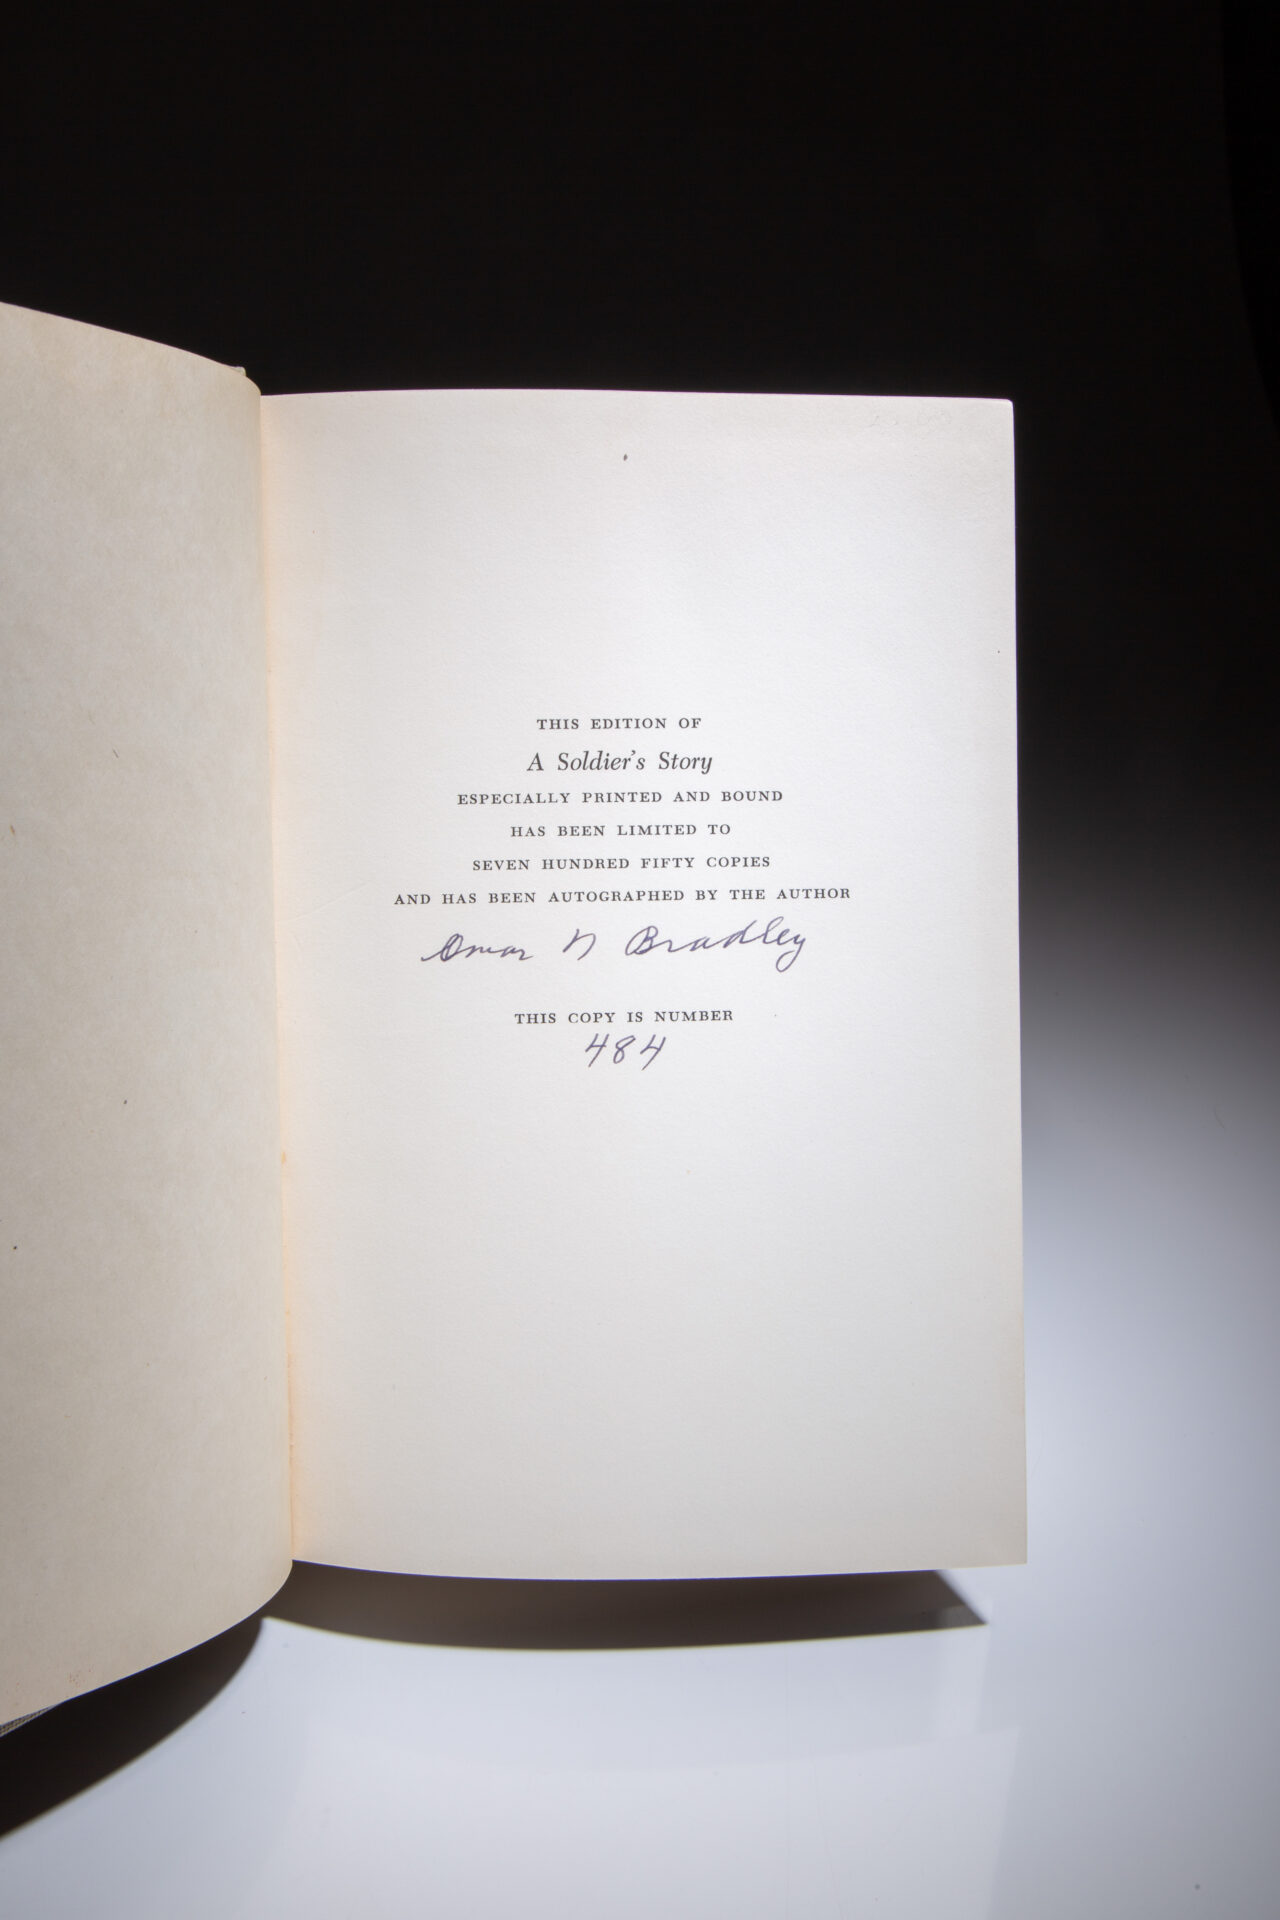 THIS EDITION OF
A Soldier's Story
ESPECIALLY PRINTED AND BOUND
HAS BEEN LIMITED TO
SEVEN HUNDRED FIFTY COPIES
AND HAS BEEN AUTOGRAPHED BY THE AUTHOR
Omar N Bradley
THIS COPY IS NUMBER
484